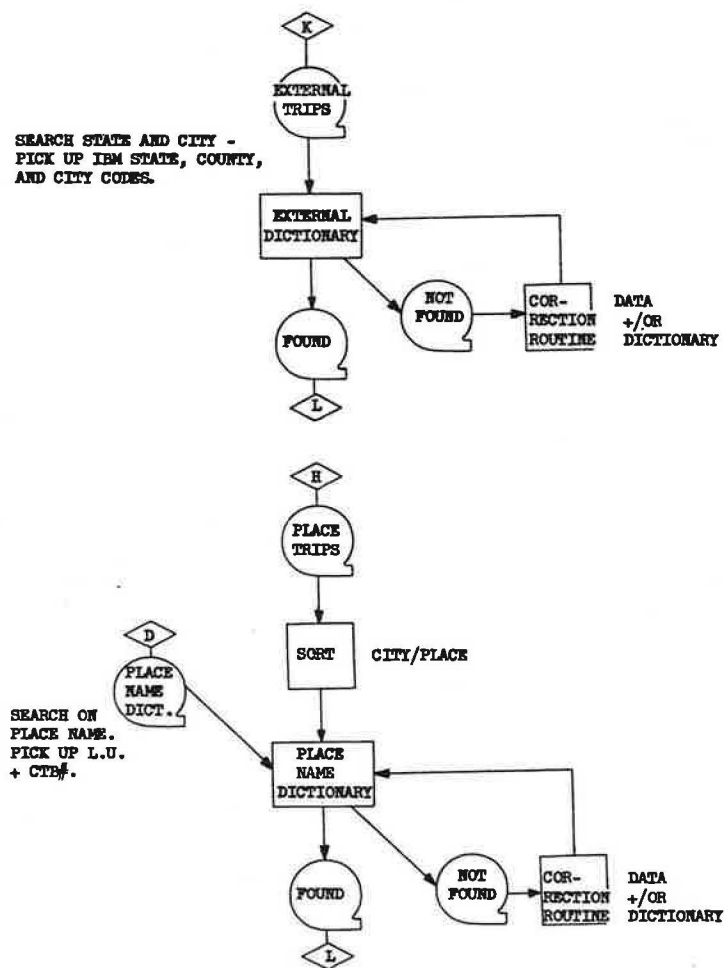 K
EXTERNAL
TRIPS
SEARCH STATE AND CITY -
PICK UP IBM STATE, COUNTY,
AND CITY CODES.
EXTERNAL
DICTIONARY
NOT
FOUND
COR-
RECTION
ROUTINE
DATA
+/OR
DICTIONARY
FOUND
L
H
PLACE
TRIPS
SORT
CITY/PLACE
D
PLACE
NAME
DICT.
SEARCH ON
PLACE NAME.
PICK UP L.U.
+ CTB#.
PLACE
NAME
DICTIONARY
NOT
FOUND
COR-
RECTION
ROUTINE
DATA
+/OR
DICTIONARY
FOUND
L